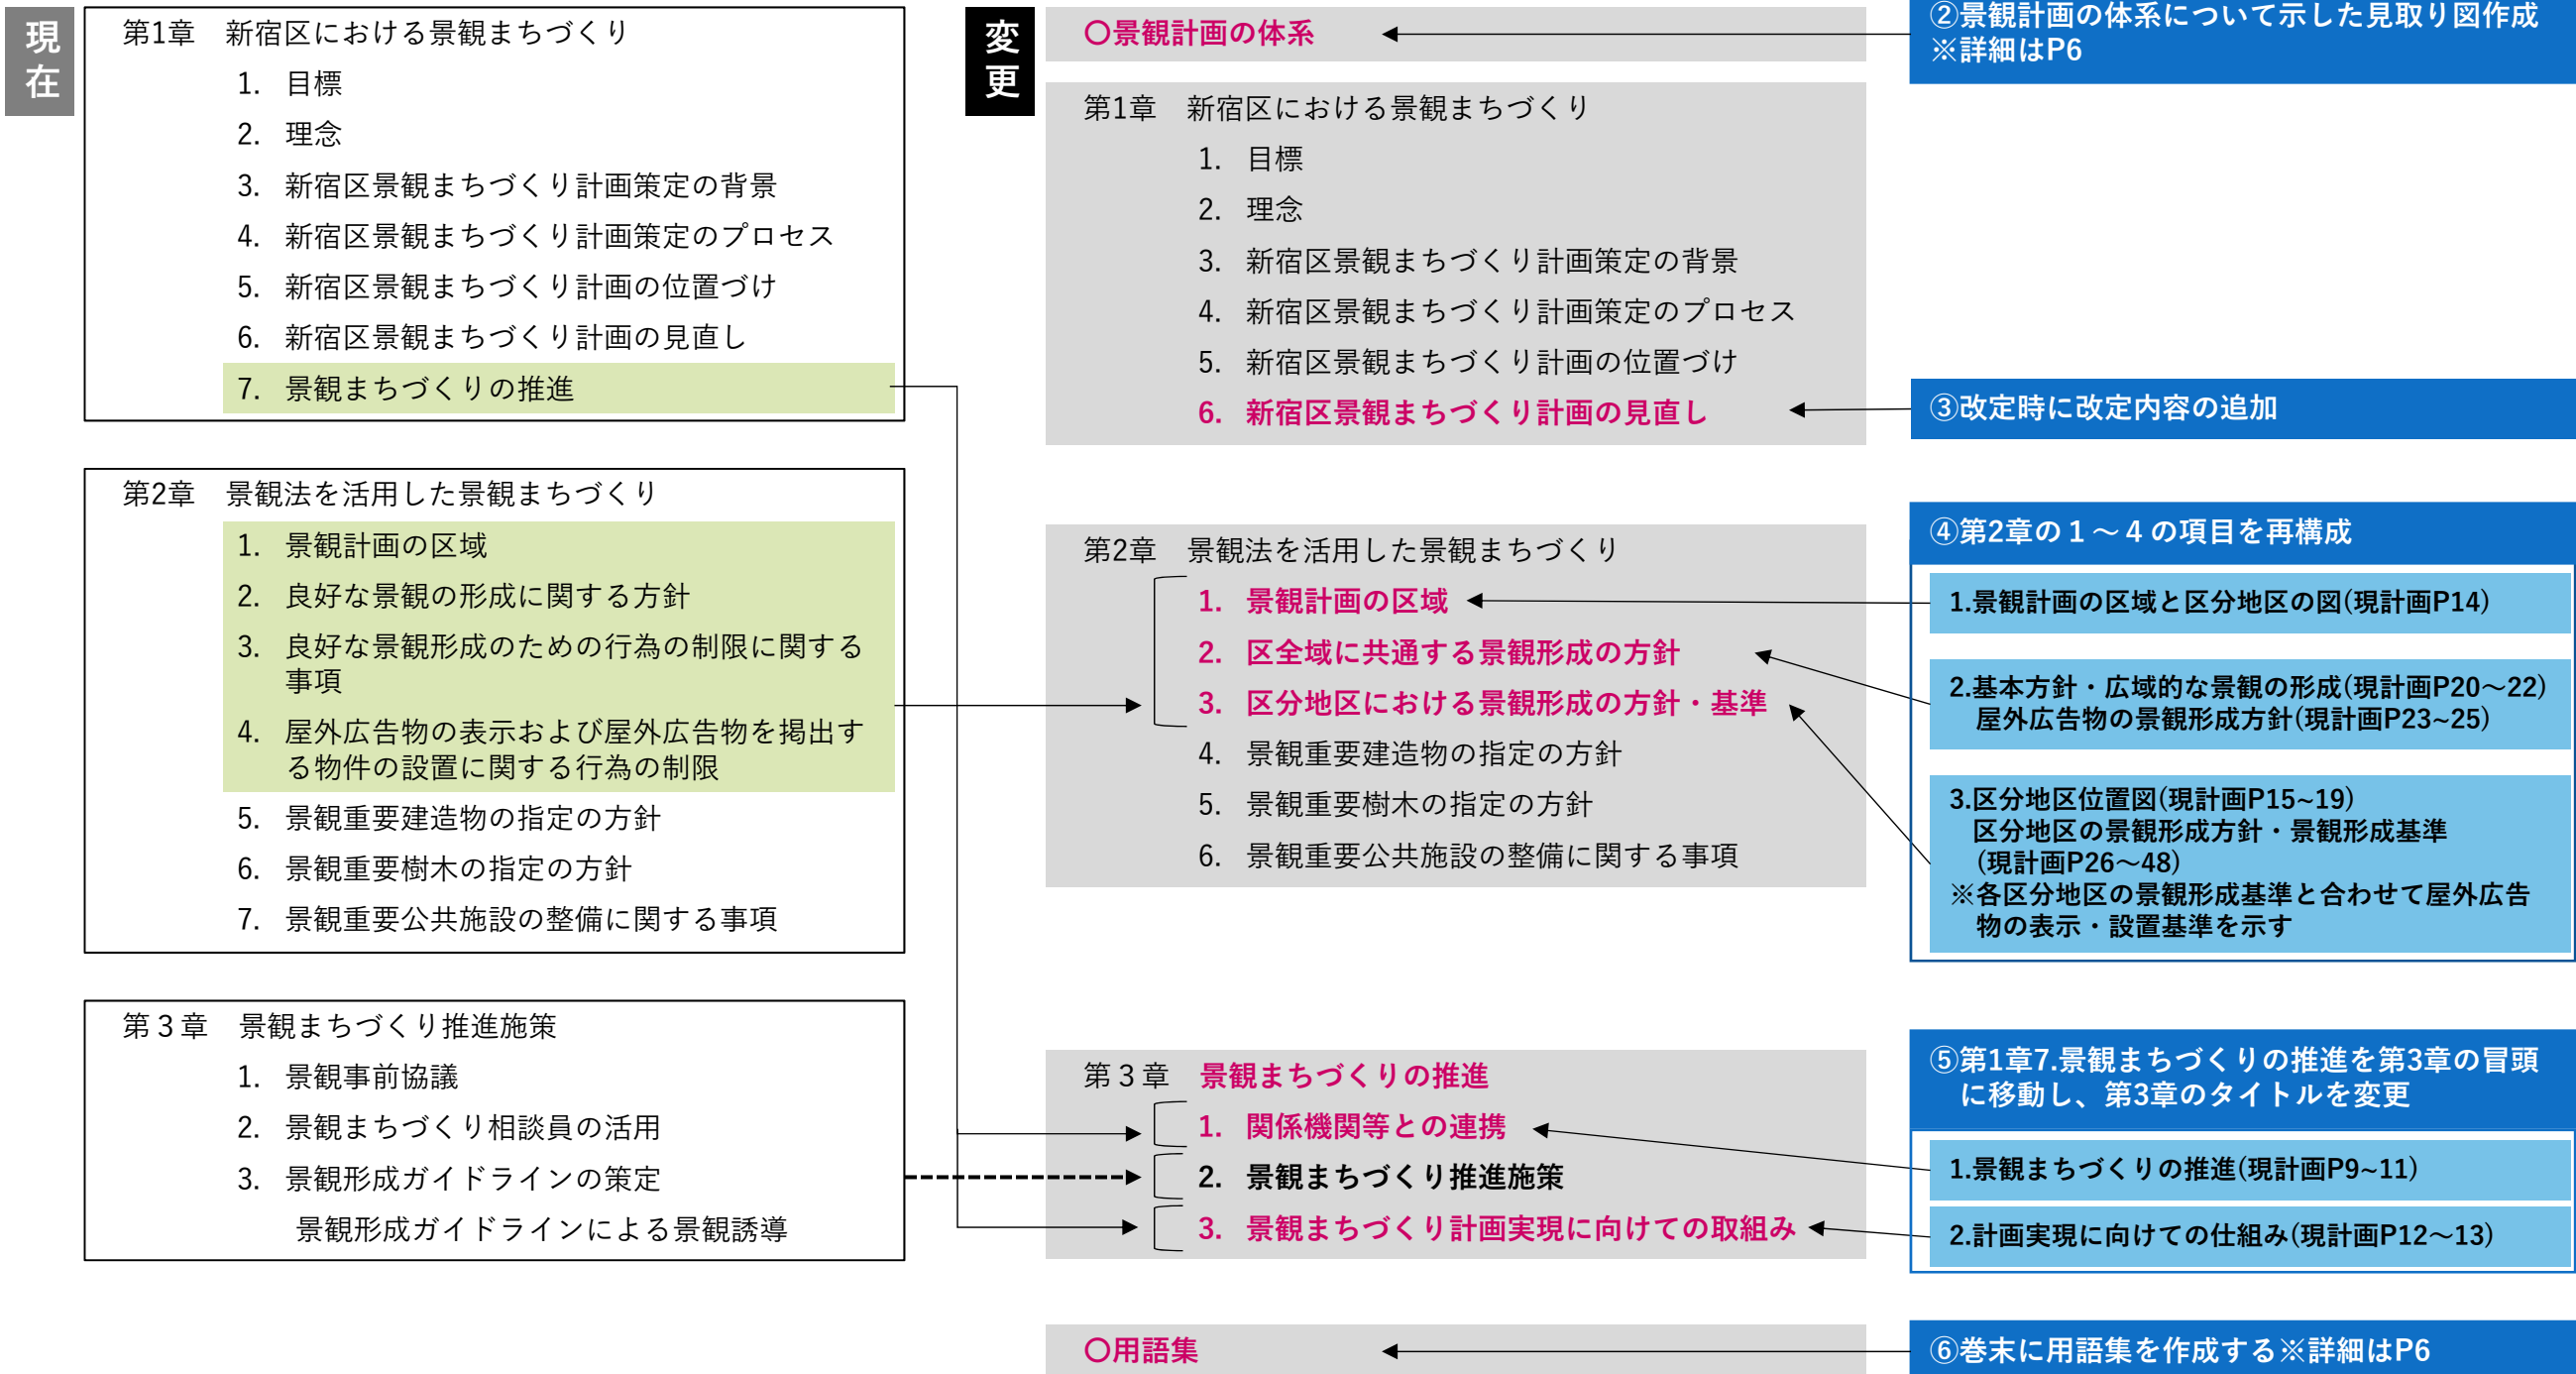 現在
第1章　新宿区における景観まちづくり
1. 目標
2. 理念
3. 新宿区景観まちづくり計画策定の背景
4. 新宿区景観まちづくり計画策定のプロセス
5. 新宿区景観まちづくり計画の位置づけ
6. 新宿区景観まちづくり計画の見直し
7. 景観まちづくりの推進
第2章　景観法を活用した景観まちづくり
1. 景観計画の区域
2. 良好な景観の形成に関する方針
3. 良好な景観形成のための行為の制限に関する
事項
4. 屋外広告物の表示および屋外広告物を掲出す
る物件の設置に関する行為の制限
5. 景観重要建造物の指定の方針
6. 景観重要樹木の指定の方針
7. 景観重要公共施設の整備に関する事項
第３章　景観まちづくり推進施策
1. 景観事前協議
2. 景観まちづくり相談員の活用
3. 景観形成ガイドラインの策定
景観形成ガイドラインによる景観誘導
変更
〇景観計画の体系
第1章　新宿区における景観まちづくり
1. 目標
2. 理念
3. 新宿区景観まちづくり計画策定の背景
4. 新宿区景観まちづくり計画策定のプロセス
5. 新宿区景観まちづくり計画の位置づけ
6. 新宿区景観まちづくり計画の見直し
第2章　景観法を活用した景観まちづくり
1. 景観計画の区域
2. 区全域に共通する景観形成の方針
3. 区分地区における景観形成の方針・基準
4. 景観重要建造物の指定の方針
5. 景観重要樹木の指定の方針
6. 景観重要公共施設の整備に関する事項
第３章　景観まちづくりの推進
1. 関係機関等との連携
2. 景観まちづくり推進施策
3. 景観まちづくり計画実現に向けての取組み
〇用語集
②景観計画の体系について示した見取り図作成
※詳細はP6
③改定時に改定内容の追加
④第2章の１～４の項目を再構成
1.景観計画の区域と区分地区の図(現計画P14)
2.基本方針・広域的な景観の形成(現計画P20～22)
屋外広告物の景観形成方針(現計画P23~25)
3.区分地区位置図(現計画P15~19)
区分地区の景観形成方針・景観形成基準
(現計画P26～48)
※各区分地区の景観形成基準と合わせて屋外広告
物の表示・設置基準を示す
⑤第1章7.景観まちづくりの推進を第3章の冒頭
に移動し、第3章のタイトルを変更
1.景観まちづくりの推進(現計画P9~11)
2.計画実現に向けての仕組み(現計画P12～13)
⑥巻末に用語集を作成する※詳細はP6